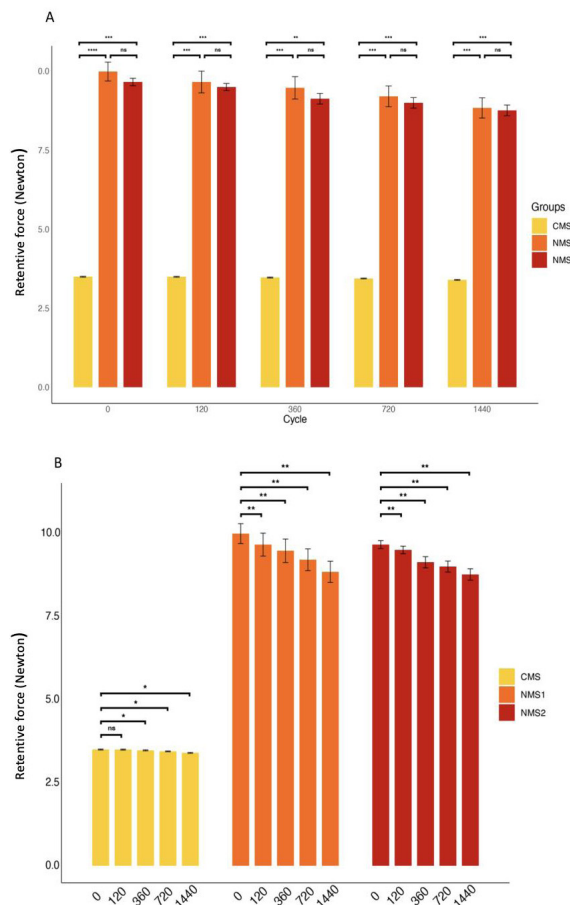 A
*** *** ** *** ***
**** ns *** ns *** ns *** ns *** ns
0.0
7.5
5.0
2.5
0.0
Retentive force (Newton)
Groups
CMS
NMS
NMS
0 120 360 720 1440
Cycle
B
** **
** **
** **
** **
*
*
*
ns
10.0
7.5
5.0
2.5
0.0
Retentive force (Newton)
CMS
NMS1
NMS2
0 120 360 720 1440 0 120 360 720 1440 0 120 360 720 1440